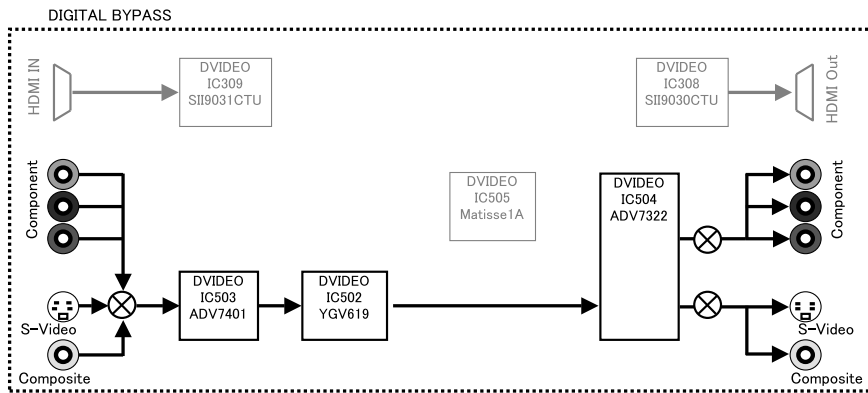 DIGITAL BYPASS
HDMI IN
DVIDEO
IC309
SII9031CTU
DVIDEO
IC308
SII9030CTU
HDMI Out
Component
DVIDEO
IC505
Matisse1A
DVIDEO
IC504
ADV7322
Component
DVIDEO
IC503
ADV7401
DVIDEO
IC502
YGV619
S-Video
S-Video
Composite
Composite